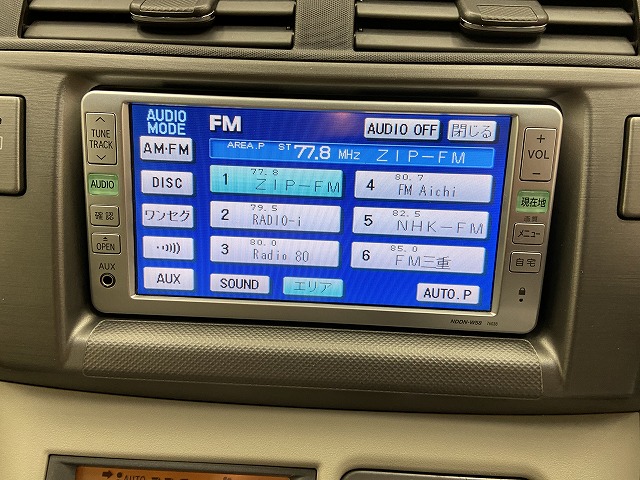 AUDIO MODE
FM
AUDIO OFF
閉じる
AREA.P ST 77.8 MHz ZIP-FM
AM・FM
DISC
ワンセグ
AUX
1 77.8 ZIP-FM
2 79.5 RADIO-i
3 80.0 Radio 80
4 80.7 FM Aichi
5 82.5 NHK-FM
6 85.0 FM三重
SOUND
エリア
AUTO.P
TUNE
TRACK
AUDIO
確認
OPEN
AUX
+
VOL
-
現在地
画質
メニュー
自宅
NDDN-W58
AUTO